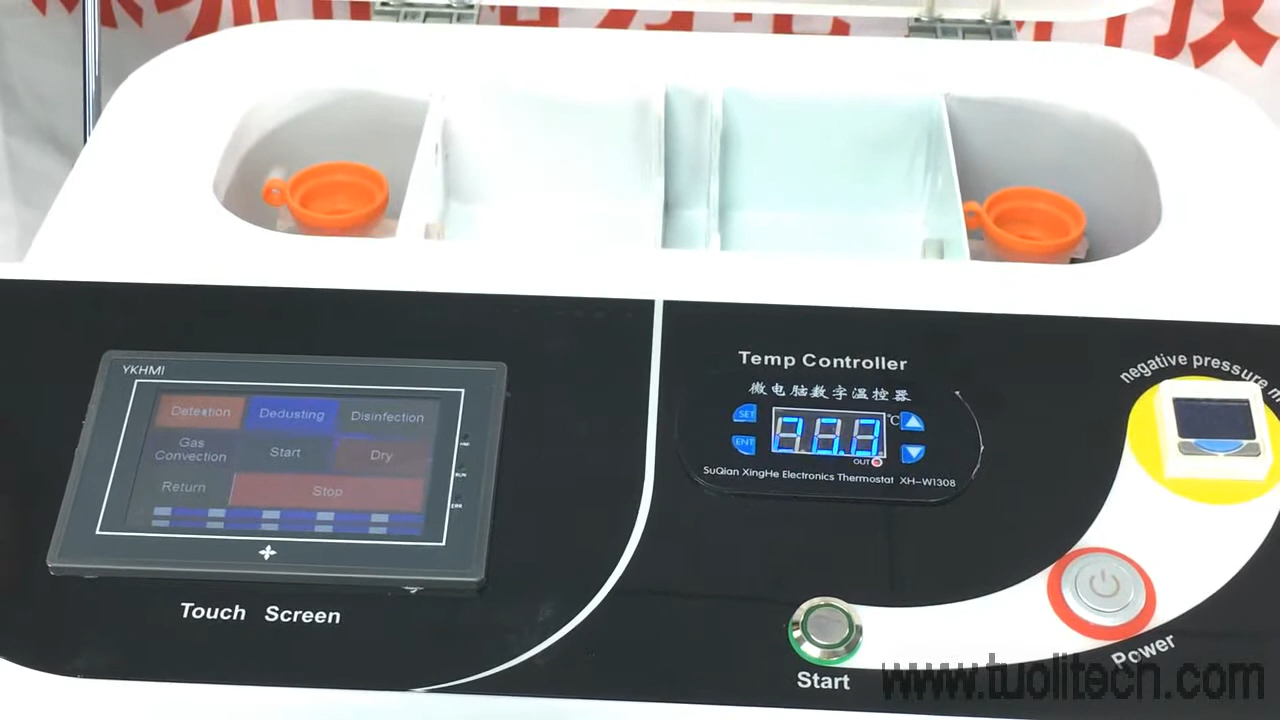 YKHMI
Detection
Dedusting
Disinfection
Gas
Convection
Start
Dry
Return
Stop
Touch Screen
Temp Controller
微电脑数字温控器
SET
ENT
℃
OUT
SuQian XingHe Electronics Thermostat XH-W1308
negative pressure
Start
Power
www.tuolitech.com